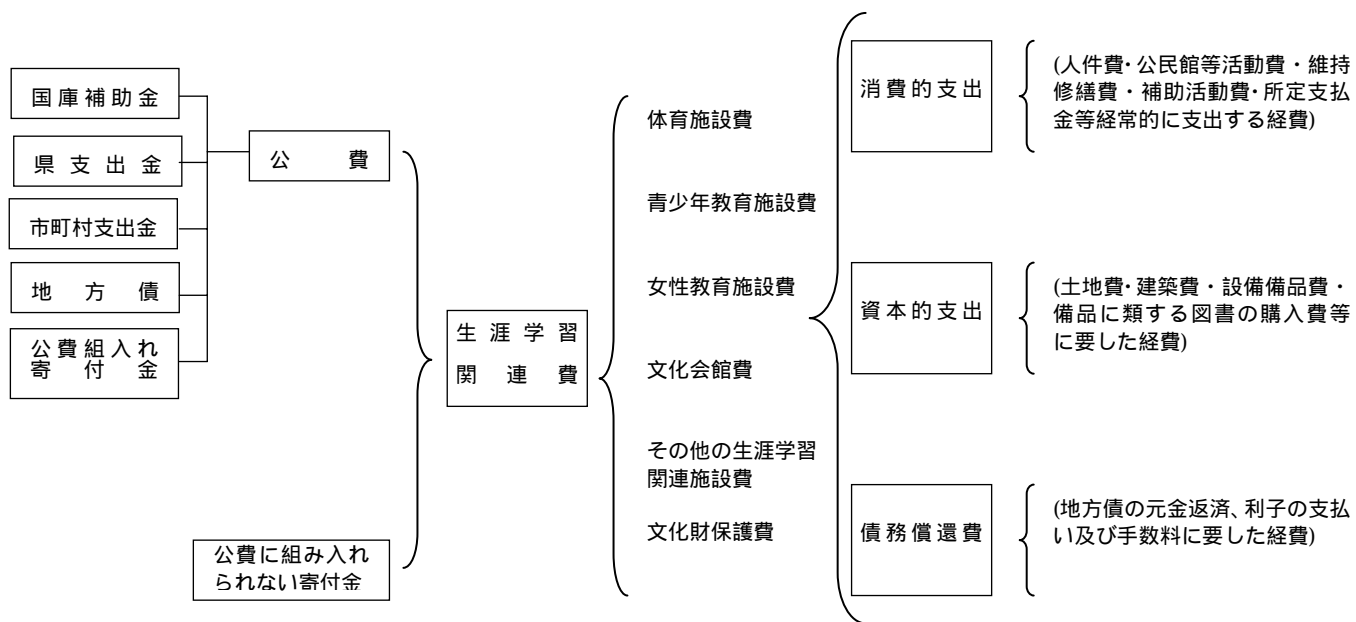 国庫補助金
県支出金
市町村支出金
地方債
公費組入れ
寄付金
公費
公費に組み入れ
られない寄付金
生涯学習
関連費
体育施設費
青少年教育施設費
女性教育施設費
文化会館費
その他の生涯学習
関連施設費
文化財保護費
消費的支出
(人件費・公民館等活動費・維持
修繕費・補助活動費・所定支払
金等経常的に支出する経費)
資本的支出
(土地費・建築費・設備備品費・
備品に類する図書の購入費等
に要した経費)
債務償還費
(地方債の元金返済、利子の支払
い及び手数料に要した経費)